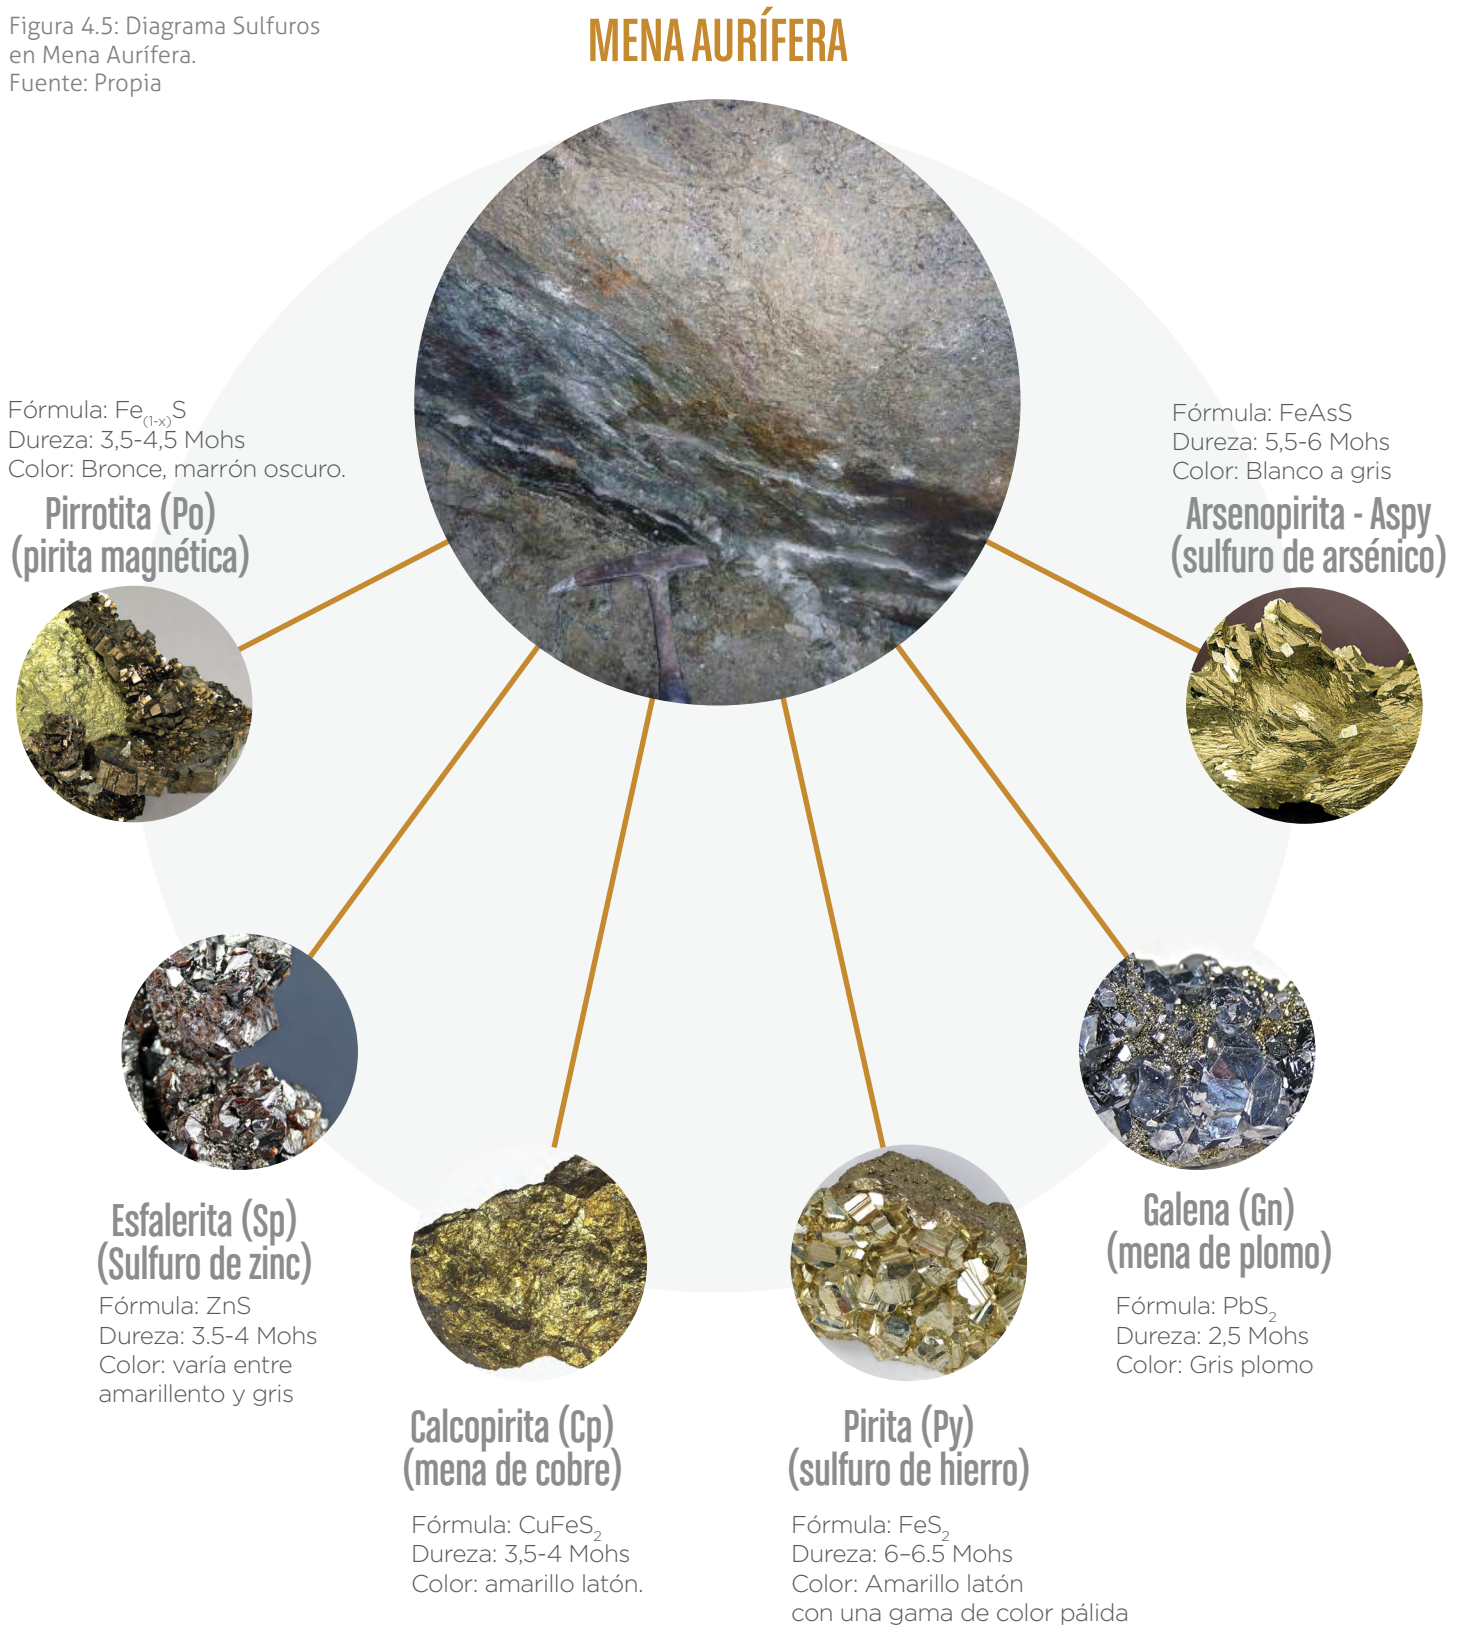 Figura 4.5: Diagrama Sulfuros
en Mena Aurífera.
Fuente: Propia
MENA AURÍFERA
Fórmula: Fe₍₁₋ₓ₎S
Dureza: 3,5-4,5 Mohs
Color: Bronce, marrón oscuro.
Pirrotita (Po)
(pirita magnética)
Fórmula: FeAsS
Dureza: 5,5-6 Mohs
Color: Blanco a gris
Arsenopirita - Aspy
(sulfuro de arsénico)
Esfalerita (Sp)
(Sulfuro de zinc)
Fórmula: ZnS
Dureza: 3.5-4 Mohs
Color: varía entre
amarillento y gris
Calcopirita (Cp)
(mena de cobre)
Fórmula: CuFeS₂
Dureza: 3,5-4 Mohs
Color: amarillo latón.
Pirita (Py)
(sulfuro de hierro)
Fórmula: FeS₂
Dureza: 6–6.5 Mohs
Color: Amarillo latón
con una gama de color pálida
Galena (Gn)
(mena de plomo)
Fórmula: PbS₂
Dureza: 2,5 Mohs
Color: Gris plomo